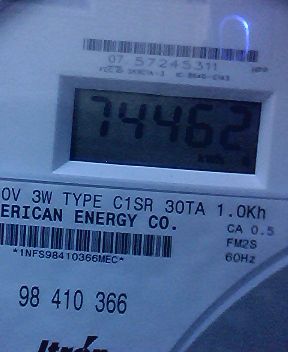 07 57245311
74462
kWh
0V 3W TYPE C1SR 30TA 1.0Kh
ERICAN ENERGY CO.
CA 0.5
FM2S
60Hz
*1NFS98410366MEC*
98 410 366
Itron